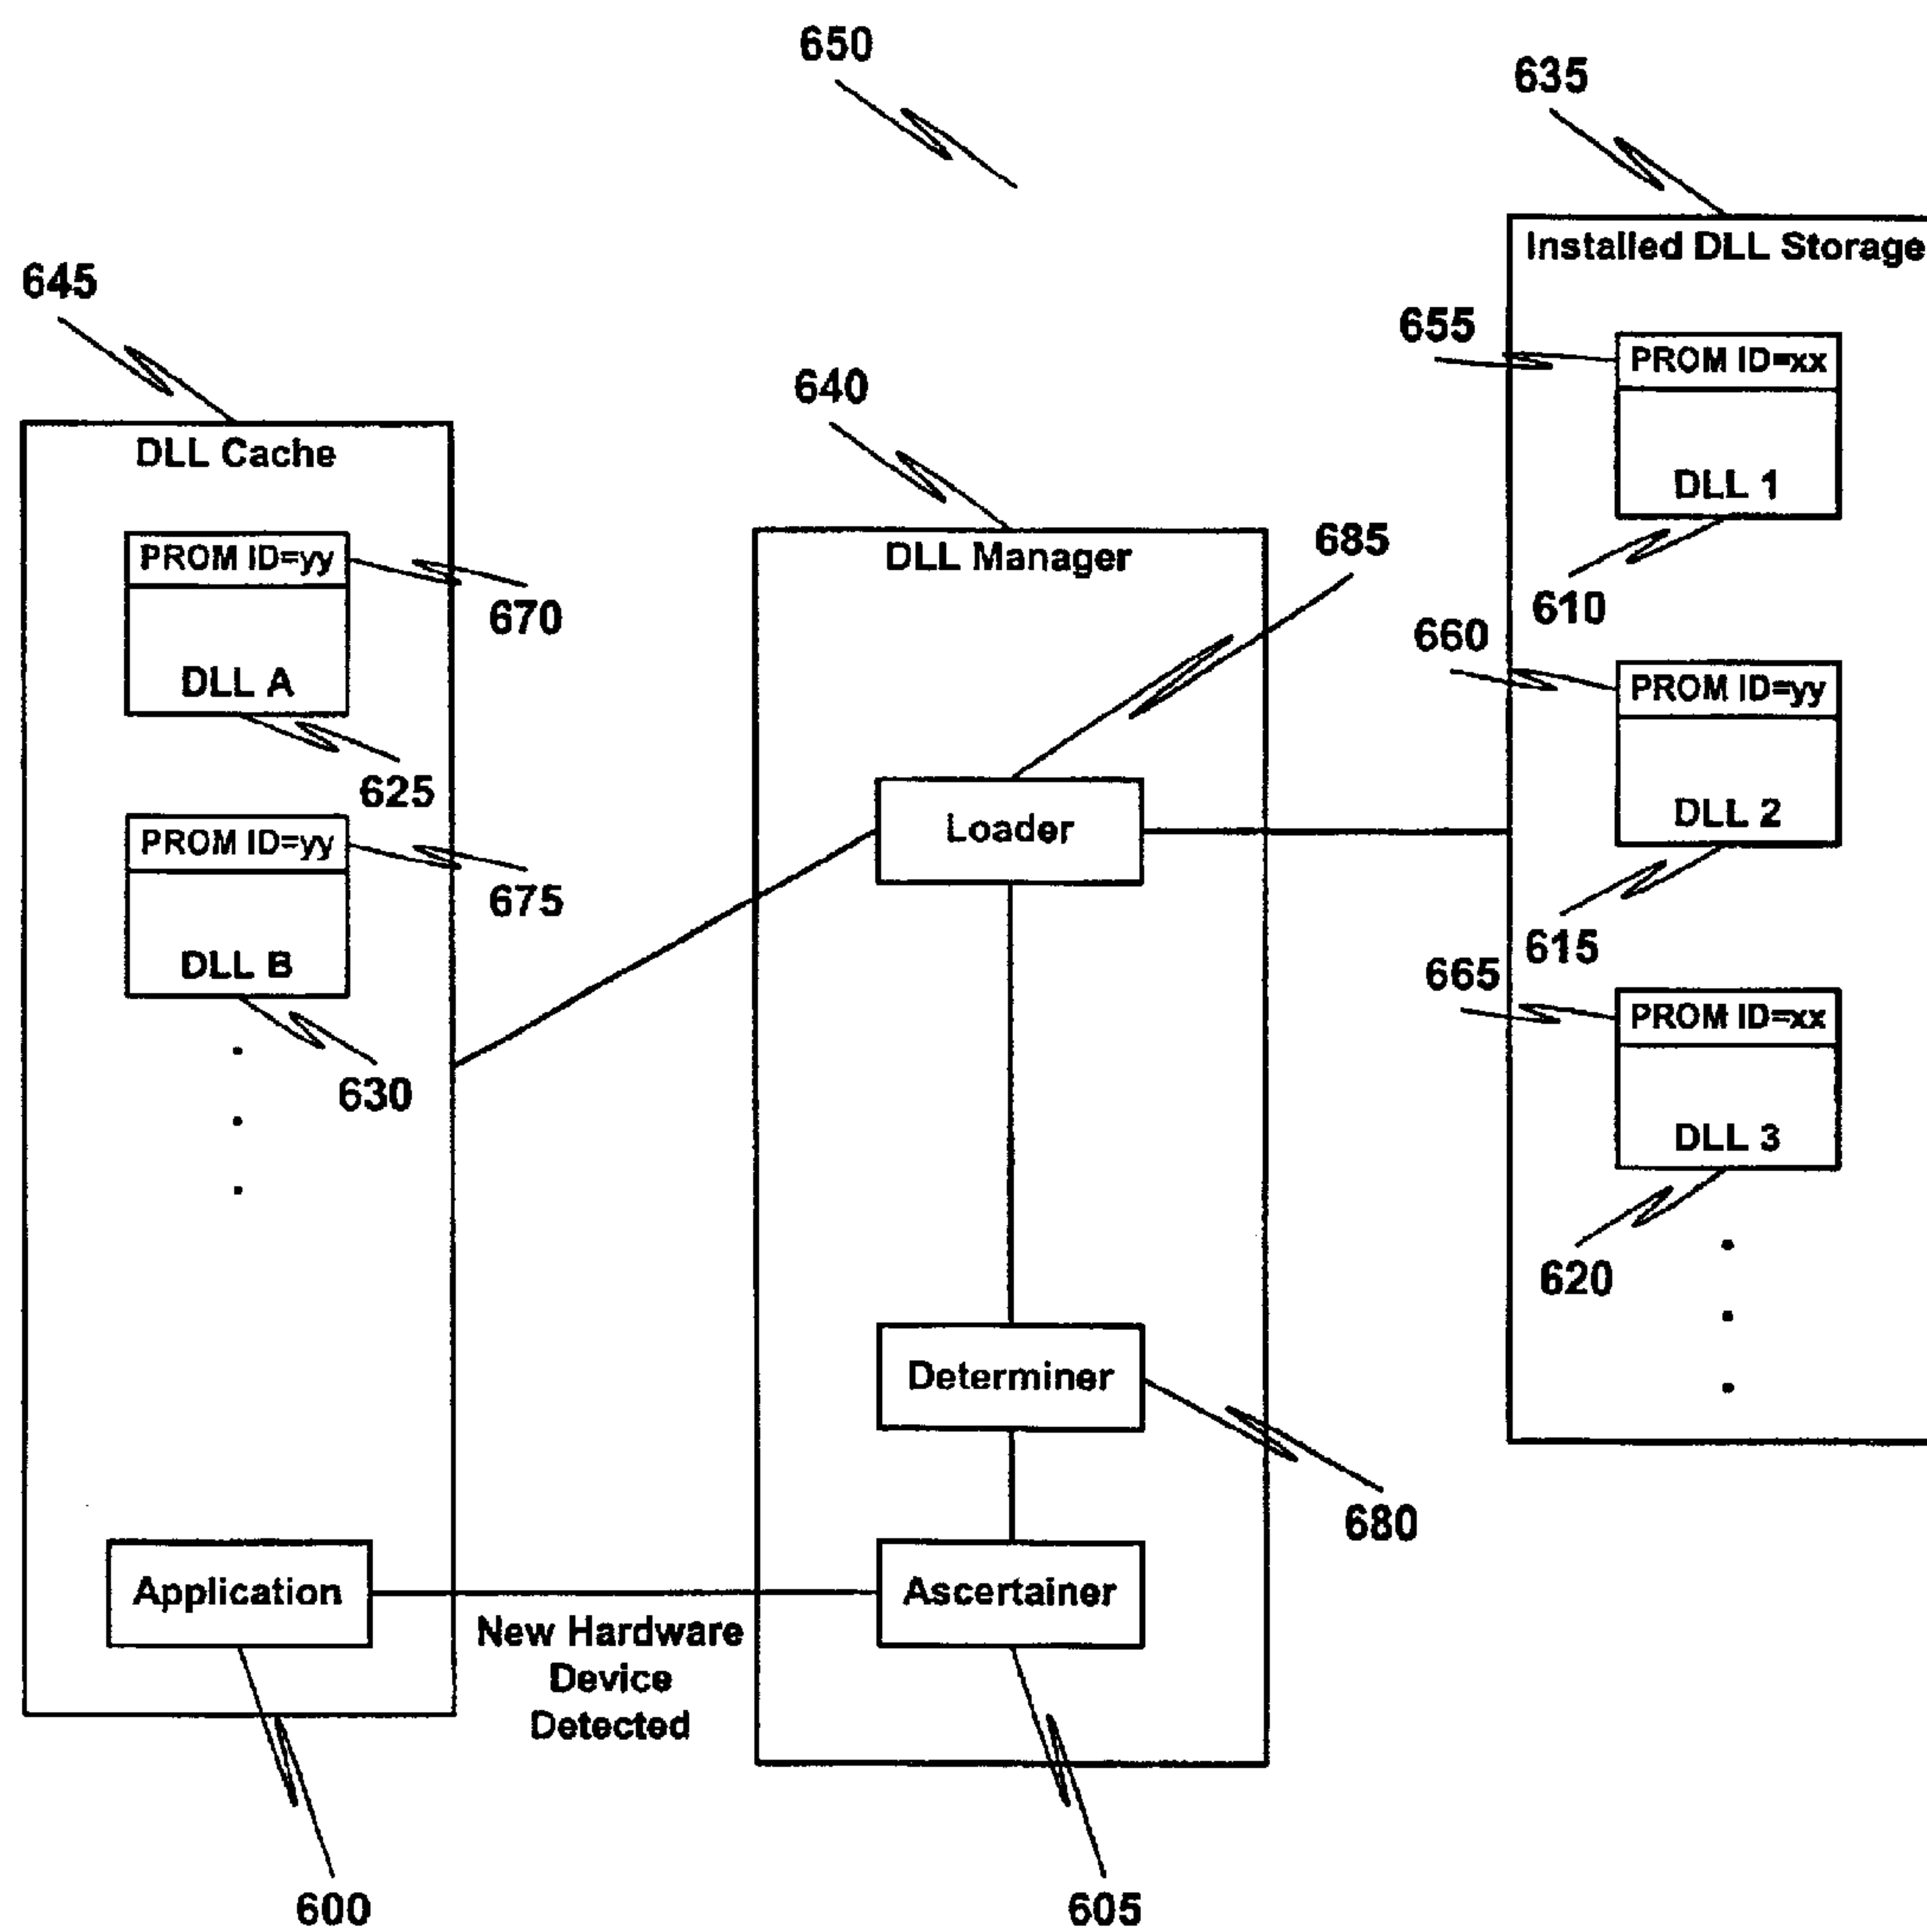 650
635
Installed DLL Storage
645
655
PROM ID=xx
640
DLL Cache
DLL 1
PROM ID=yy
DLL Manager
685
670
610
660
DLL A
PROM ID=yy
625
Loader
DLL 2
PROM ID=yy
675
615
DLL B
665
PROM ID=xx
630
DLL 3
620
Determiner
680
Application
Ascertainer
New Hardware
Device
Detected
600
605